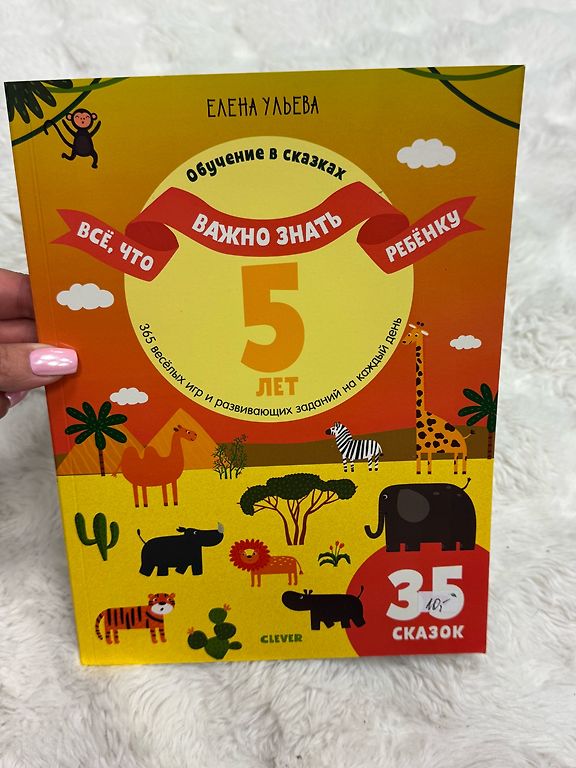 ЕЛЕНА УЛЬЕВА
Обучение в сказках
ВСЁ, ЧТО ВАЖНО ЗНАТЬ РЕБЁНКУ
5
ЛЕТ
365 весёлых игр и развивающих заданий на каждый день
35
10,-
СКАЗОК
CLEVER